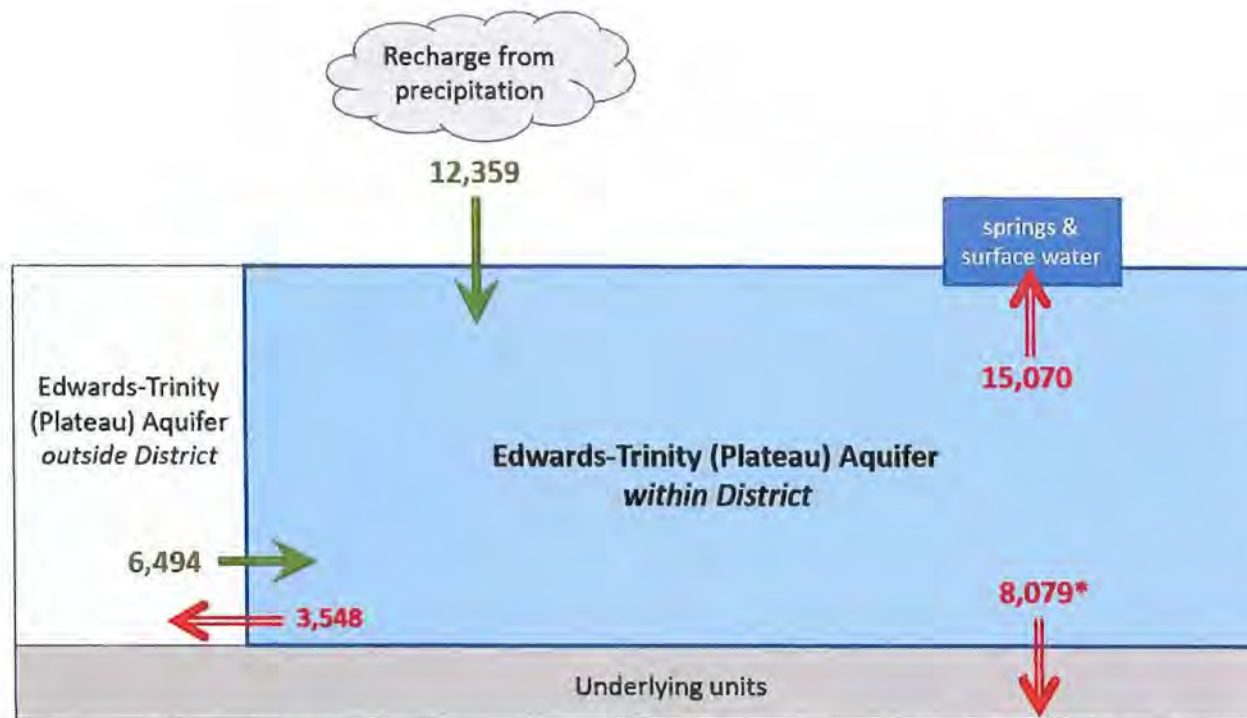 Recharge from
precipitation
12,359
springs &
surface water
15,070
Edwards-Trinity
(Plateau) Aquifer
outside District
Edwards-Trinity (Plateau) Aquifer
within District
6,494
3,548
8,079*
Underlying units